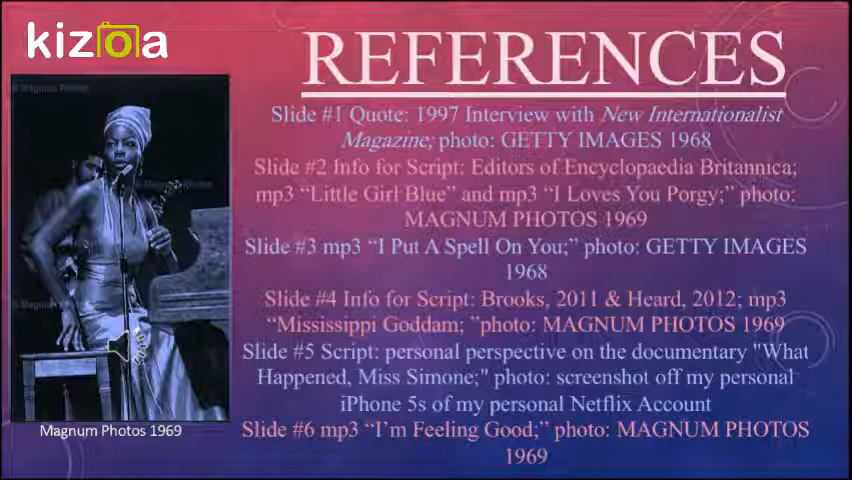 kizoa
REFERENCES
© Magnum Photos
Slide #1 Quote: 1997 Interview with New Internationalist
Magazine; photo: GETTY IMAGES 1968
Slide #2 Info for Script: Editors of Encyclopaedia Britannica;
mp3 “Little Girl Blue” and mp3 “I Loves You Porgy;” photo:
MAGNUM PHOTOS 1969
Slide #3 mp3 “I Put A Spell On You;” photo: GETTY IMAGES
1968
Slide #4 Info for Script: Brooks, 2011 & Heard, 2012; mp3
“Mississippi Goddam; ”photo: MAGNUM PHOTOS 1969
Slide #5 Script: personal perspective on the documentary "What
Happened, Miss Simone;" photo: screenshot off my personal
iPhone 5s of my personal Netflix Account
Slide #6 mp3 “I’m Feeling Good;” photo: MAGNUM PHOTOS
1969
Magnum Photos 1969